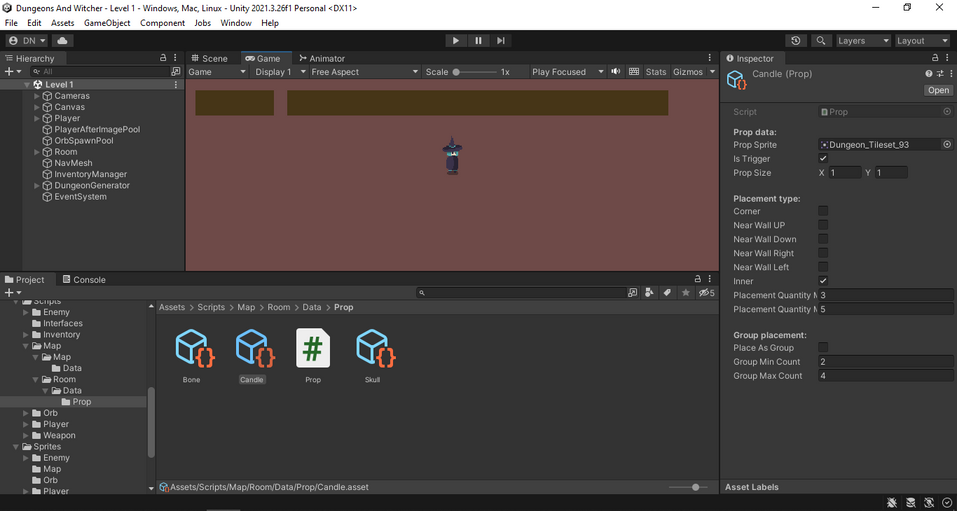 Dungeons And Witcher - Level 1 - Windows, Mac, Linux - Unity 2021.3.26f1 Personal <DX11>
File Edit Assets GameObject Component Tools Jobs Window Help
DN
Layers Layout
Hierarchy
All
Level 1
Cameras
Canvas
Player
PlayerAfterImagePool
OrbSpawnPool
Room
NavMesh
InventoryManager
DungeonGenerator
EventSystem
Scene Game Animator
Game Display 1 Free Aspect Scale 1x Play Focused Stats Gizmos
Inspector
Candle (Prop)
Open
Script Prop
Prop data:
Prop Sprite Dungeon_Tileset_93
Is Trigger
Prop Size X 1 Y 1
Placement type:
Corner
Near Wall UP
Near Wall Down
Near Wall Right
Near Wall Left
Inner
Placement Quantity M 3
Placement Quantity M 5
Group placement:
Place As Group
Group Min Count 2
Group Max Count 4
Asset Labels
Project Console
5
Scripts
Enemy
Interfaces
Inventory
Map
Map
Data
Room
Data
Prop
Orb
Player
Weapon
Sprites
Enemy
Map
Orb
Player
Assets > Scripts > Map > Room > Data > Prop
Bone Candle Prop Skull
Assets/Scripts/Map/Room/Data/Prop/Candle.asset